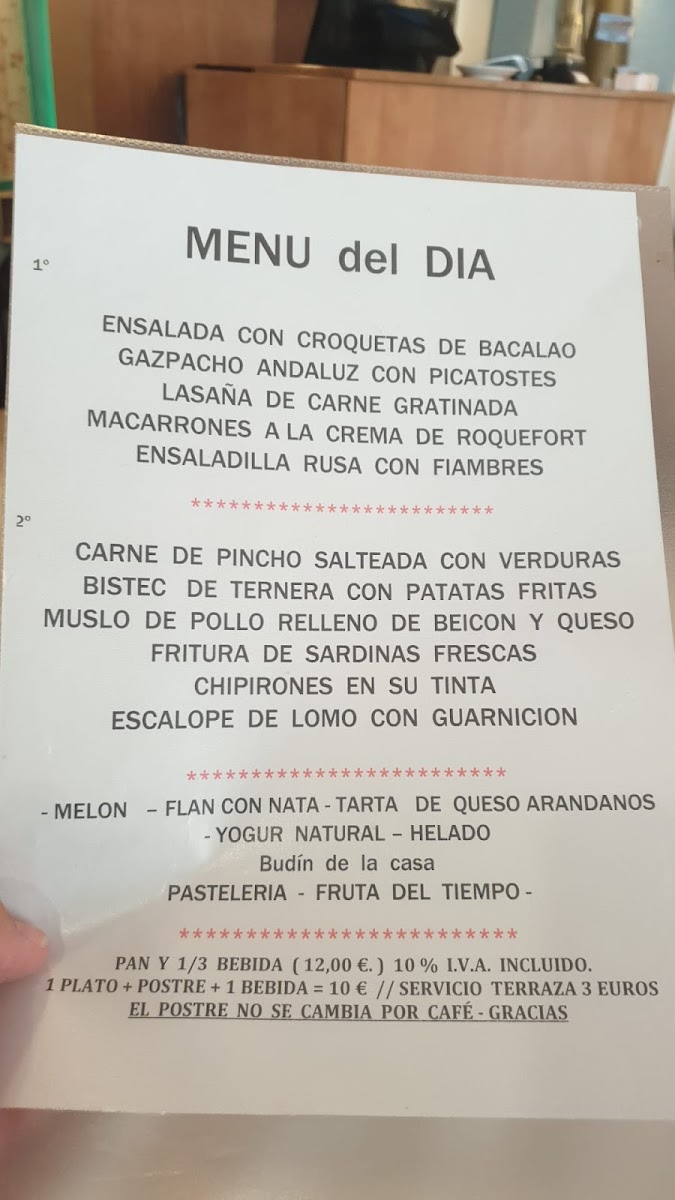 MENU del DIA
1º
ENSALADA CON CROQUETAS DE BACALAO
GAZPACHO ANDALUZ CON PICATOSTES
LASAÑA DE CARNE GRATINADA
MACARRONES A LA CREMA DE ROQUEFORT
ENSALADILLA RUSA CON FIAMBRES
************************
2º
CARNE DE PINCHO SALTEADA CON VERDURAS
BISTEC DE TERNERA CON PATATAS FRITAS
MUSLO DE POLLO RELLENO DE BEICON Y QUESO
FRITURA DE SARDINAS FRESCAS
CHIPIRONES EN SU TINTA
ESCALOPE DE LOMO CON GUARNICION
*************************
- MELON – FLAN CON NATA - TARTA DE QUESO ARANDANOS
- YOGUR NATURAL – HELADO
Budín de la casa
PASTELERIA - FRUTA DEL TIEMPO -
**************************
PAN Y 1/3 BEBIDA ( 12,00 €. ) 10 % I.V.A. INCLUIDO.
1 PLATO + POSTRE + 1 BEBIDA = 10 € // SERVICIO TERRAZA 3 EUROS
EL POSTRE NO SE CAMBIA POR CAFÉ - GRACIAS